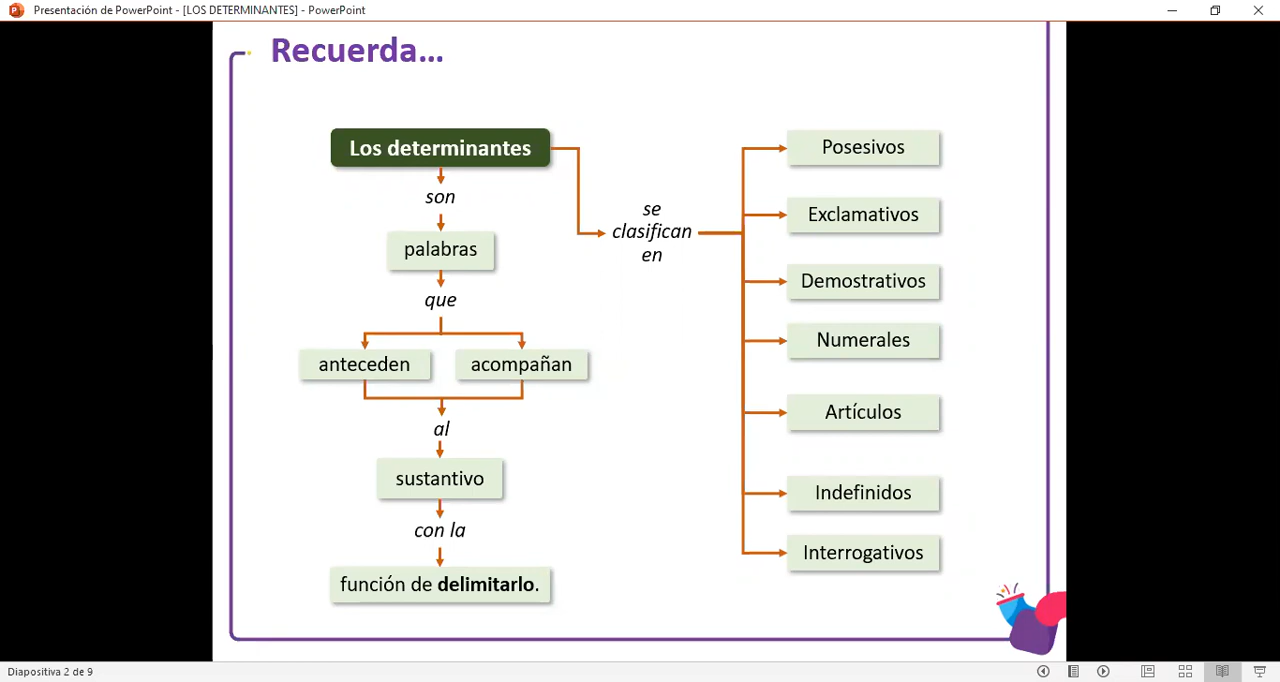 Presentación de PowerPoint - [LOS DETERMINANTES] - PowerPoint
Recuerda...
Los determinantes
son
palabras
que
anteceden
acompañan
al
sustantivo
con la
función de delimitarlo.
se
clasifican
en
Posesivos
Exclamativos
Demostrativos
Numerales
Artículos
Indefinidos
Interrogativos
Diapositiva 2 de 9